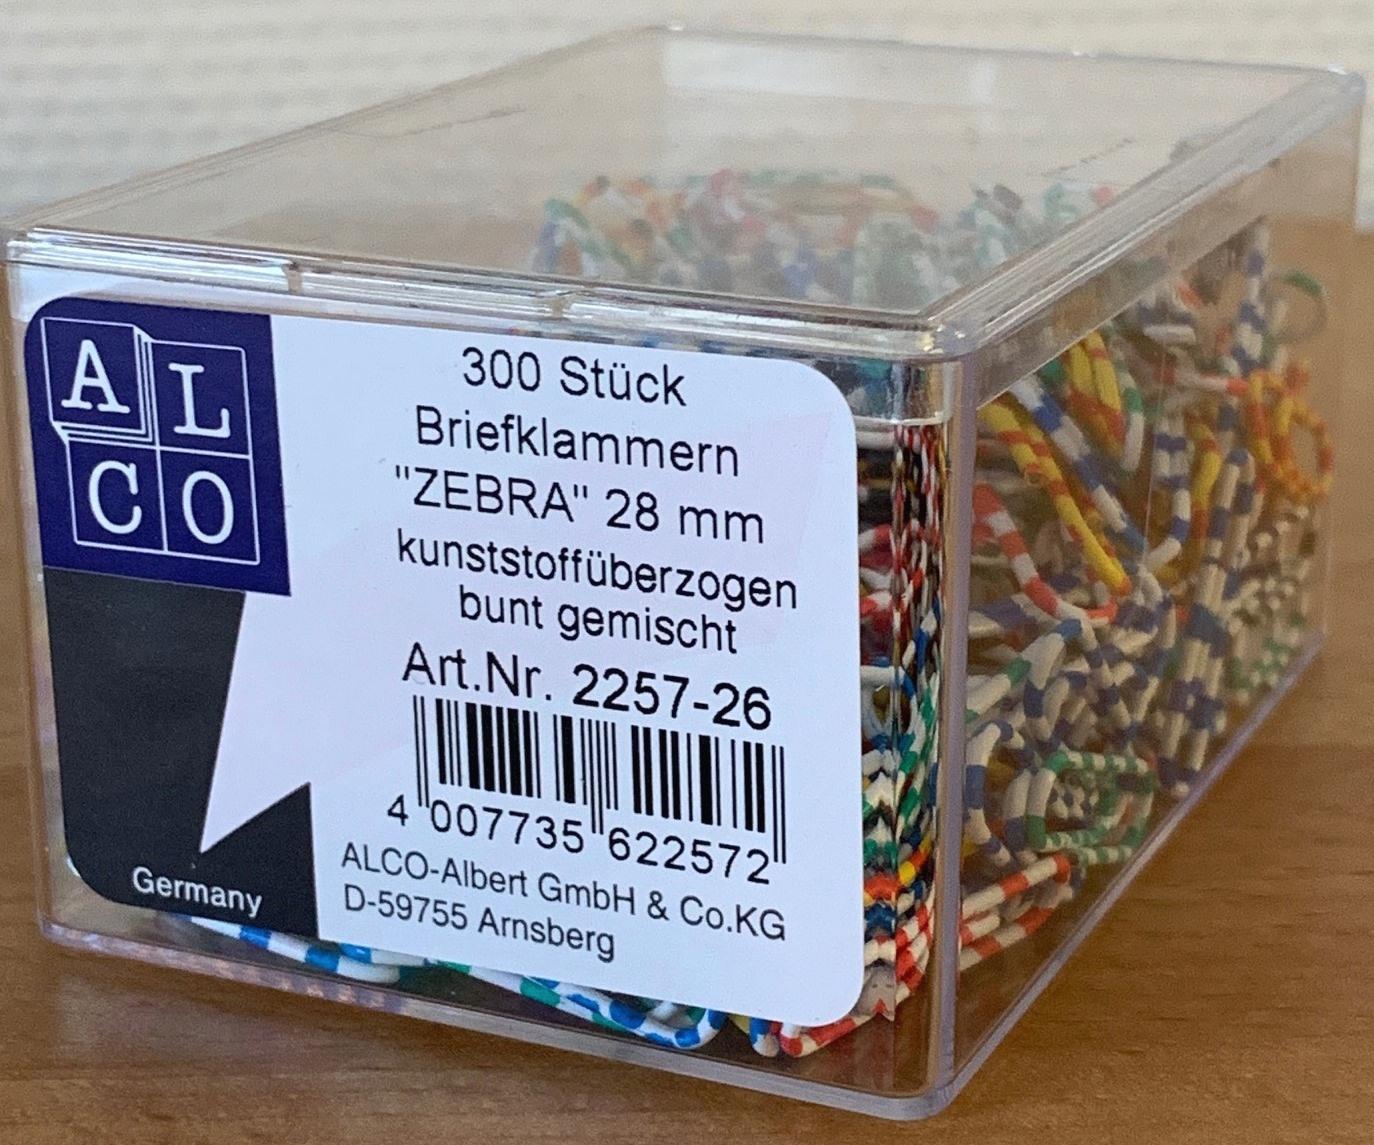 A L
C O
300 Stück
Briefklammern
"ZEBRA" 28 mm
kunststoffüberzogen
bunt gemischt
Art.Nr. 2257-26
4 007735 622572
ALCO-Albert GmbH & Co.KG
D-59755 Arnsberg
Germany